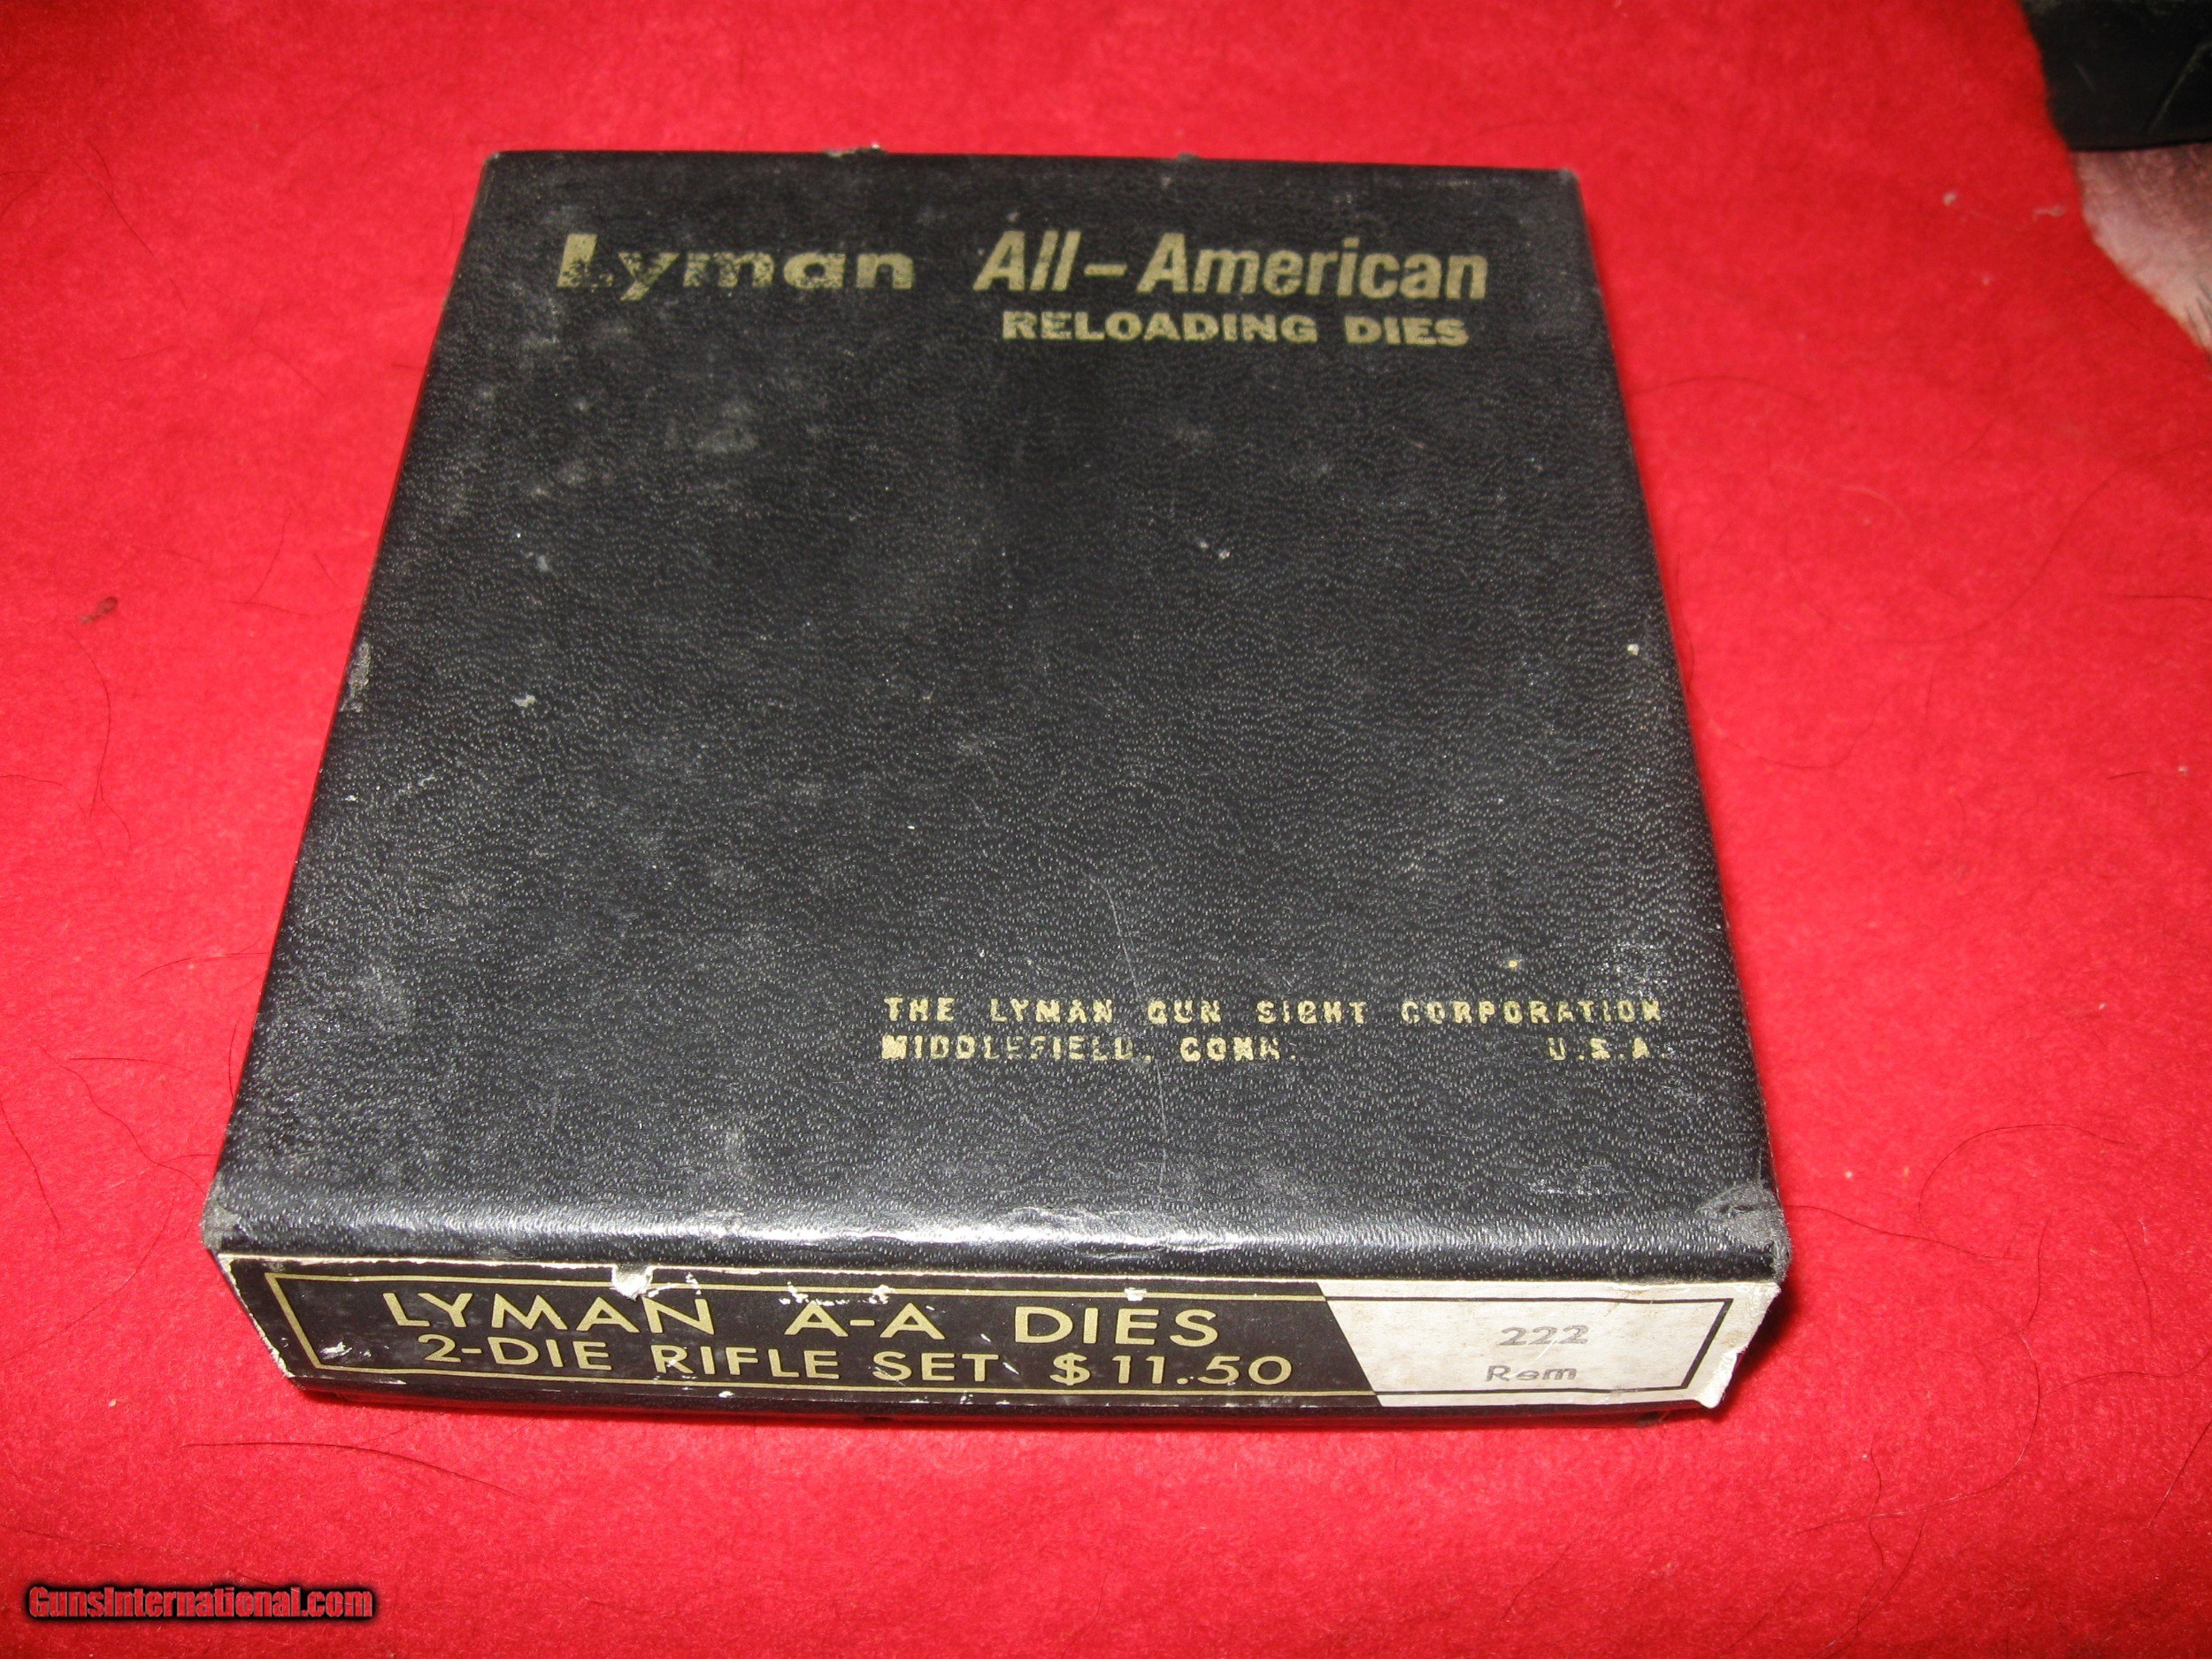 Lyman All-American
RELOADING DIES
THE LYMAN GUN SIGHT CORPORATION
MIDDLEFIELD, CONN. U.S.A.
LYMAN A-A DIES
2-DIE RIFLE SET $11.50
222
Rem
GunsInternational.com